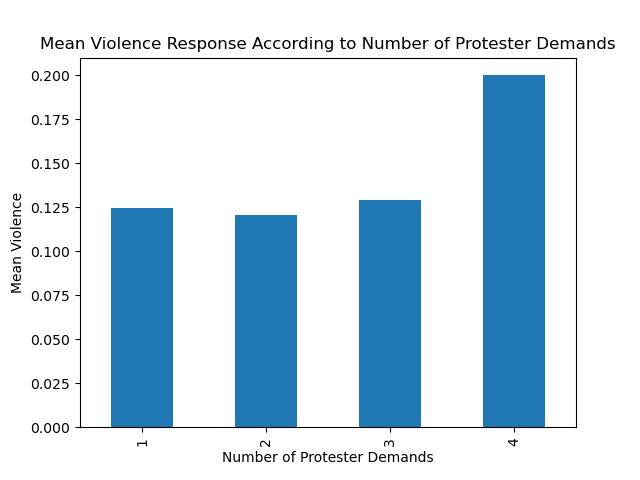 Mean Violence Response According to Number of Protester Demands
0.200
0.175
0.150
0.125
0.100
0.075
0.050
0.025
0.000
Mean Violence
1 2 3 4
Number of Protester Demands